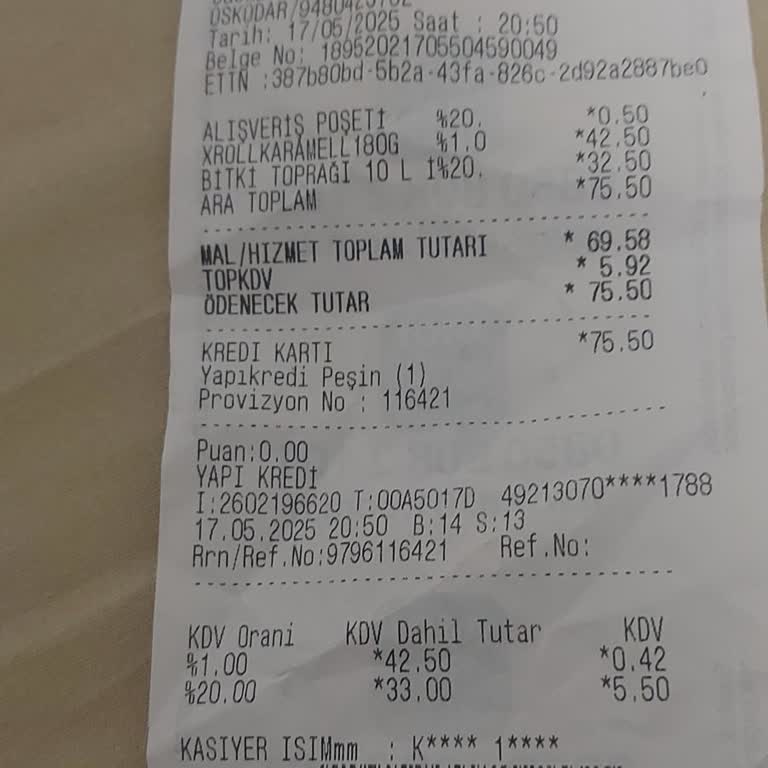 ÜSKÜDAR/9480423762
Tarih: 17/05/2025 Saat : 20:50
Belge No: 18952021705504590049
ETTN :387b80bd-5b2a-43fa-826c-2d92a2887be0
ALIŞVERİŞ POŞETİ %20. *0.50
XROLLKARAMELL180G %1.0 *42.50
BİTKİ TOPRAĞI 10 L İ%20. *32.50
ARA TOPLAM *75.50
MAL/HIZMET TOPLAM TUTARI * 69.58
TOPKDV * 5.92
ÖDENECEK TUTAR * 75.50
KREDI KARTI *75.50
Yapıkredi Peşin (1)
Provizyon No : 116421
Puan:0.00
YAPI KREDİ
I:2602196620 T:00A5017D 49213070****1788
17.05.2025 20:50 B:14 S:13
Rrn/Ref.No:9796116421 Ref.No:
KDV Orani KDV Dahil Tutar KDV
%1.00 *42.50 *0.42
%20.00 *33.00 *5.50
KASIYER ISIMmm : K**** 1****